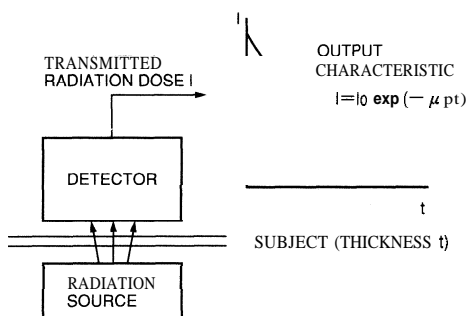 TRANSMITTED
RADIATION DOSE I
DETECTOR
RADIATION
SOURCE
I
OUTPUT
CHARACTERISTIC
I=I0 exp (− μ pt)
t
SUBJECT (THICKNESS t)